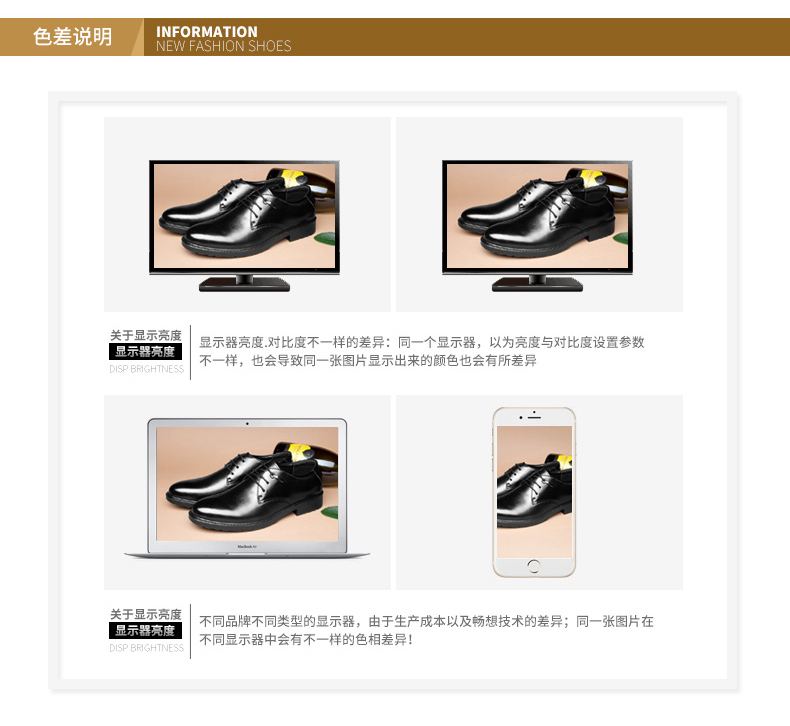 色差说明
INFORMATION
NEW FASHION SHOES
关于显示亮度
显示器亮度
DISP BRIGHTNESS
显示器亮度.对比度不一样的差异：同一个显示器，以为亮度与对比度设置参数
不一样，也会导致同一张图片显示出来的颜色也会有所差异
MacBook Air
关于显示亮度
显示器亮度
DISP BRIGHTNESS
不同品牌不同类型的显示器，由于生产成本以及畅想技术的差异；同一张图片在
不同显示器中会有不一样的色相差异！